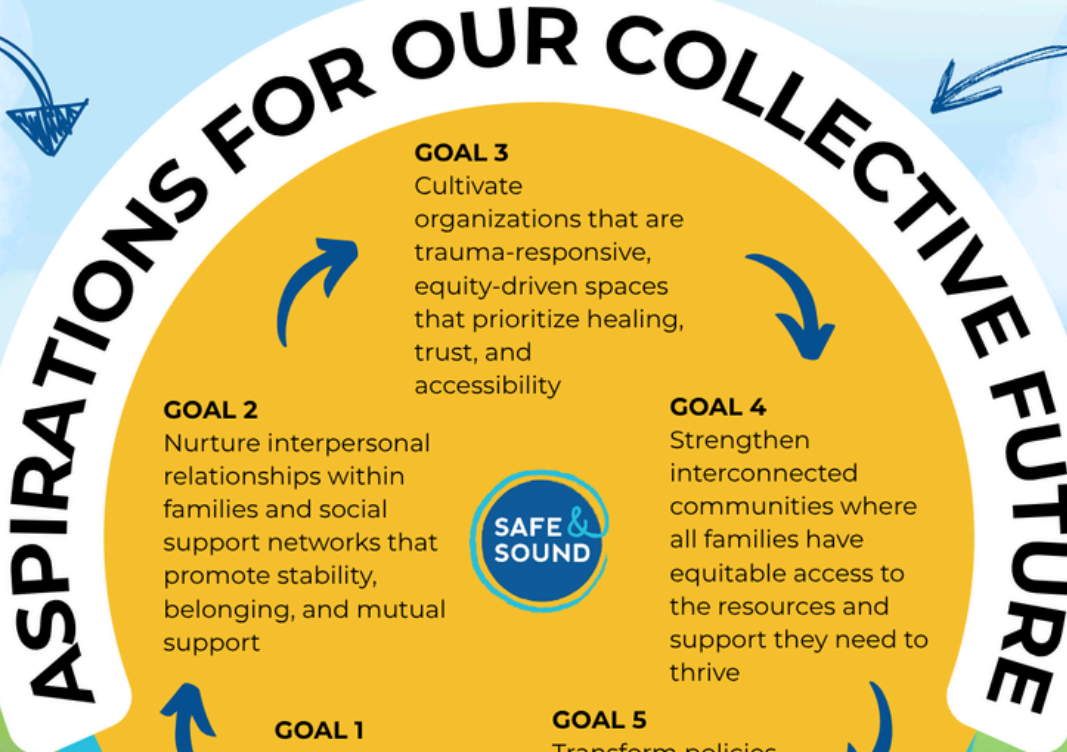 ASPIRATIONS FOR OUR COLLECTIVE FUTURE
GOAL 3
Cultivate
organizations that are
trauma-responsive,
equity-driven spaces
that prioritize healing,
trust, and
accessibility
GOAL 2
Nurture interpersonal
relationships within
families and social
support networks that
promote stability,
belonging, and mutual
support
SAFE &
SOUND
GOAL 4
Strengthen
interconnected
communities where
all families have
equitable access to
the resources and
support they need to
thrive
GOAL 1
GOAL 5
Transform policies